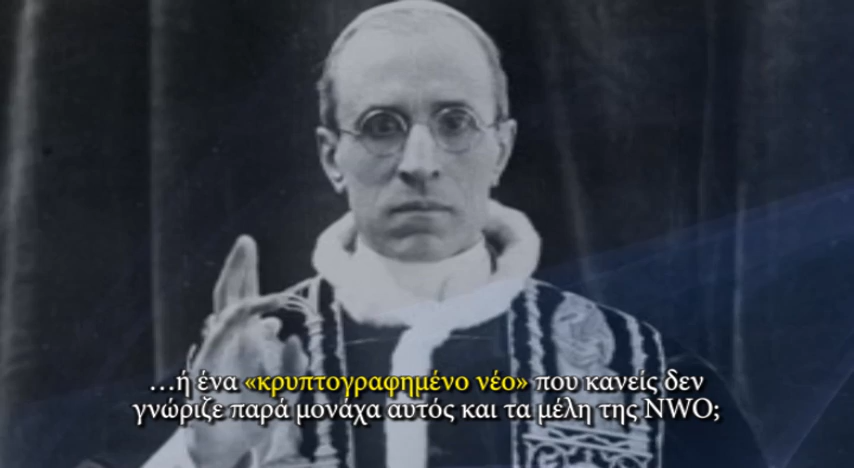 …ή ένα «κρυπτογραφημένο νέο» που κανείς δεν
γνώριζε παρά μονάχα αυτός και τα μέλη της NWO;